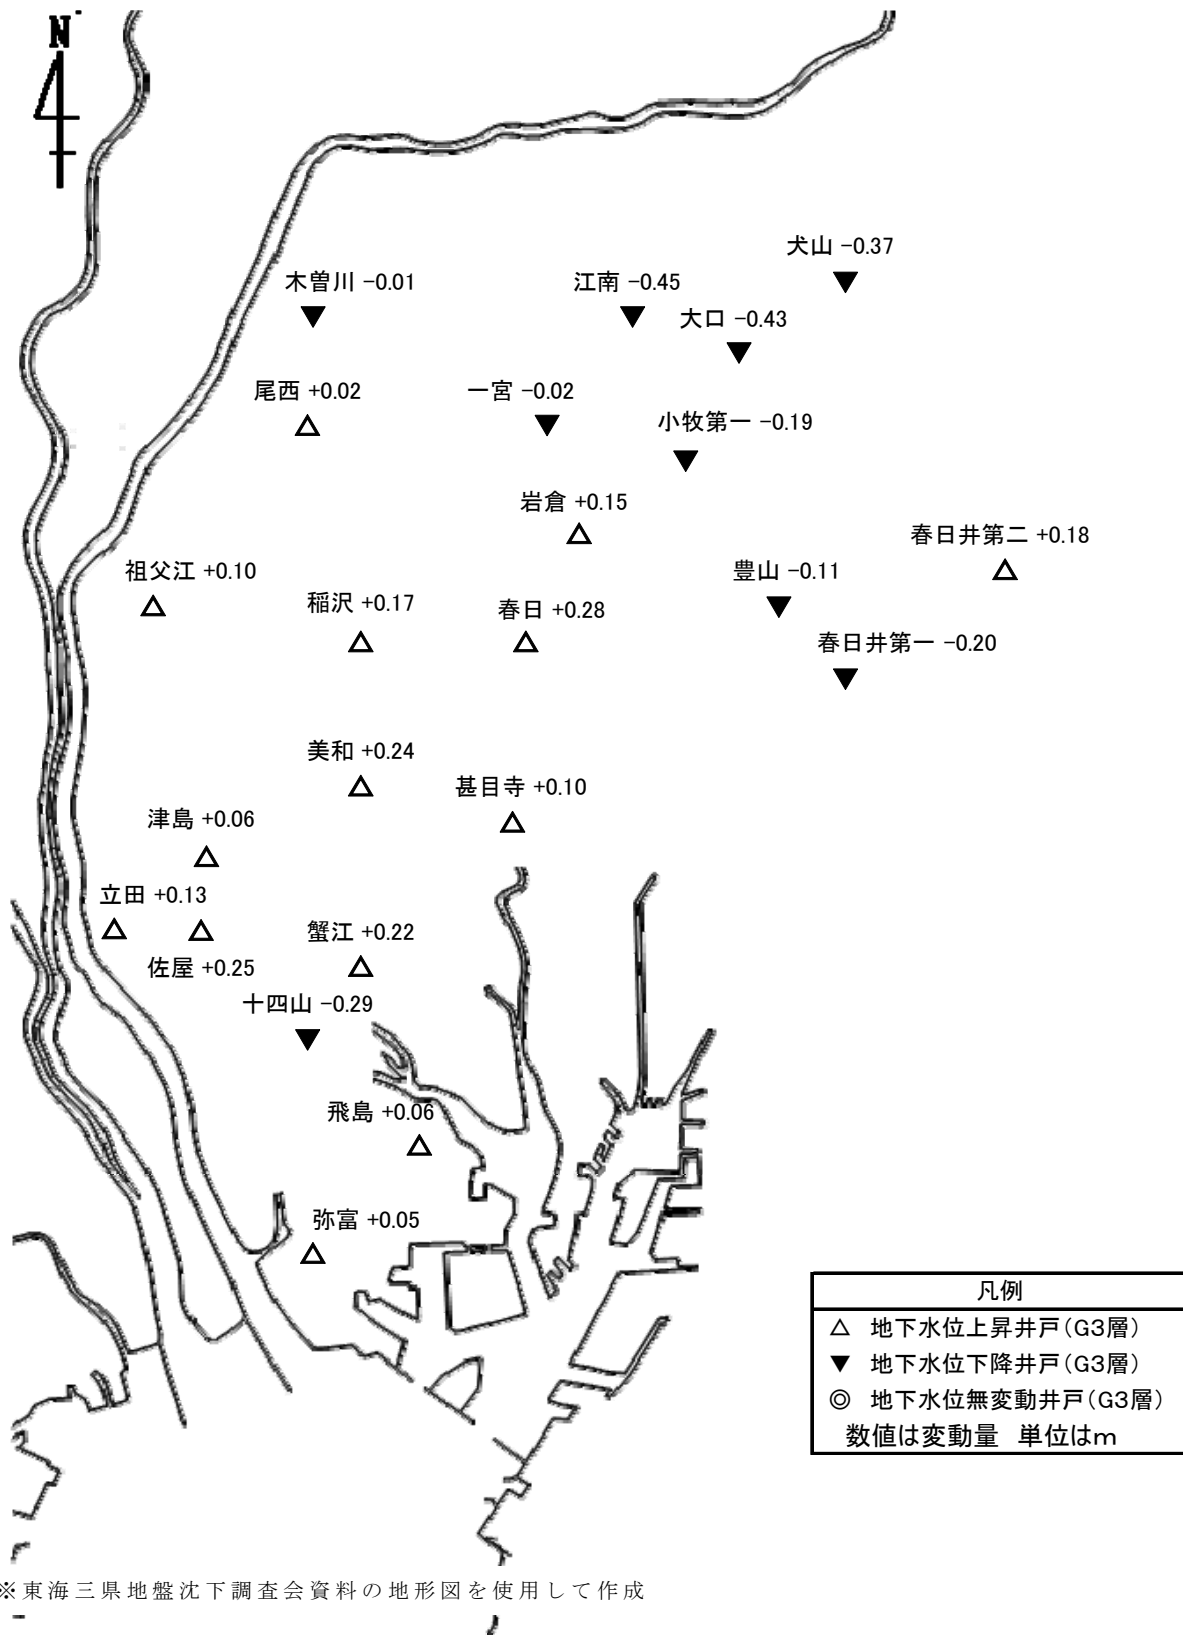 N
犬山 -0.37
木曽川 -0.01
江南 -0.45
大口 -0.43
尾西 +0.02
一宮 -0.02
小牧第一 -0.19
岩倉 +0.15
春日井第二 +0.18
祖父江 +0.10
豊山 -0.11
稲沢 +0.17
春日 +0.28
春日井第一 -0.20
美和 +0.24
甚目寺 +0.10
津島 +0.06
立田 +0.13
蟹江 +0.22
佐屋 +0.25
十四山 -0.29
飛島 +0.06
弥富 +0.05
凡例
△ 地下水位上昇井戸(G3層)
▼ 地下水位下降井戸(G3層)
◎ 地下水位無変動井戸(G3層)
数値は変動量 単位はm
※東海三県地盤沈下調査会資料の地形図を使用して作成